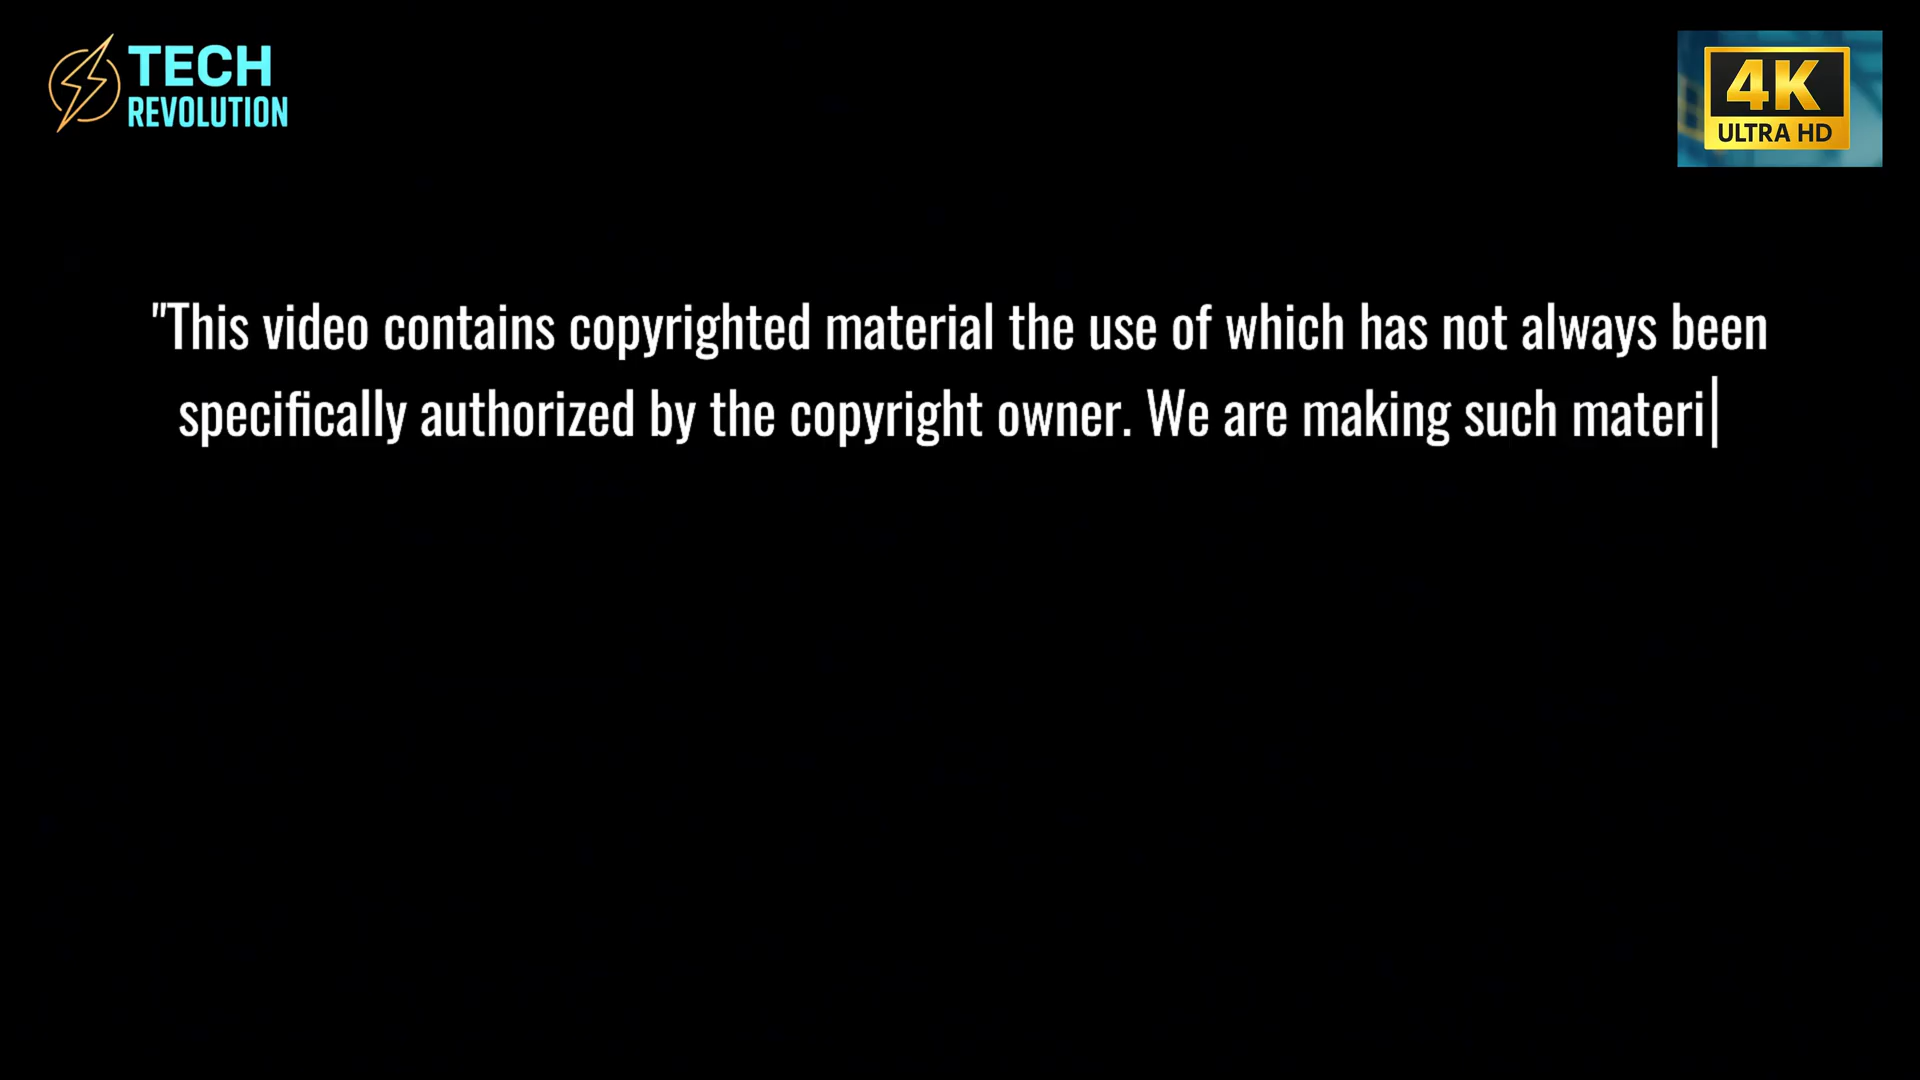 TECH
REVOLUTION
4K
ULTRA HD
"This video contains copyrighted material the use of which has not always been
specifically authorized by the copyright owner. We are making such materi